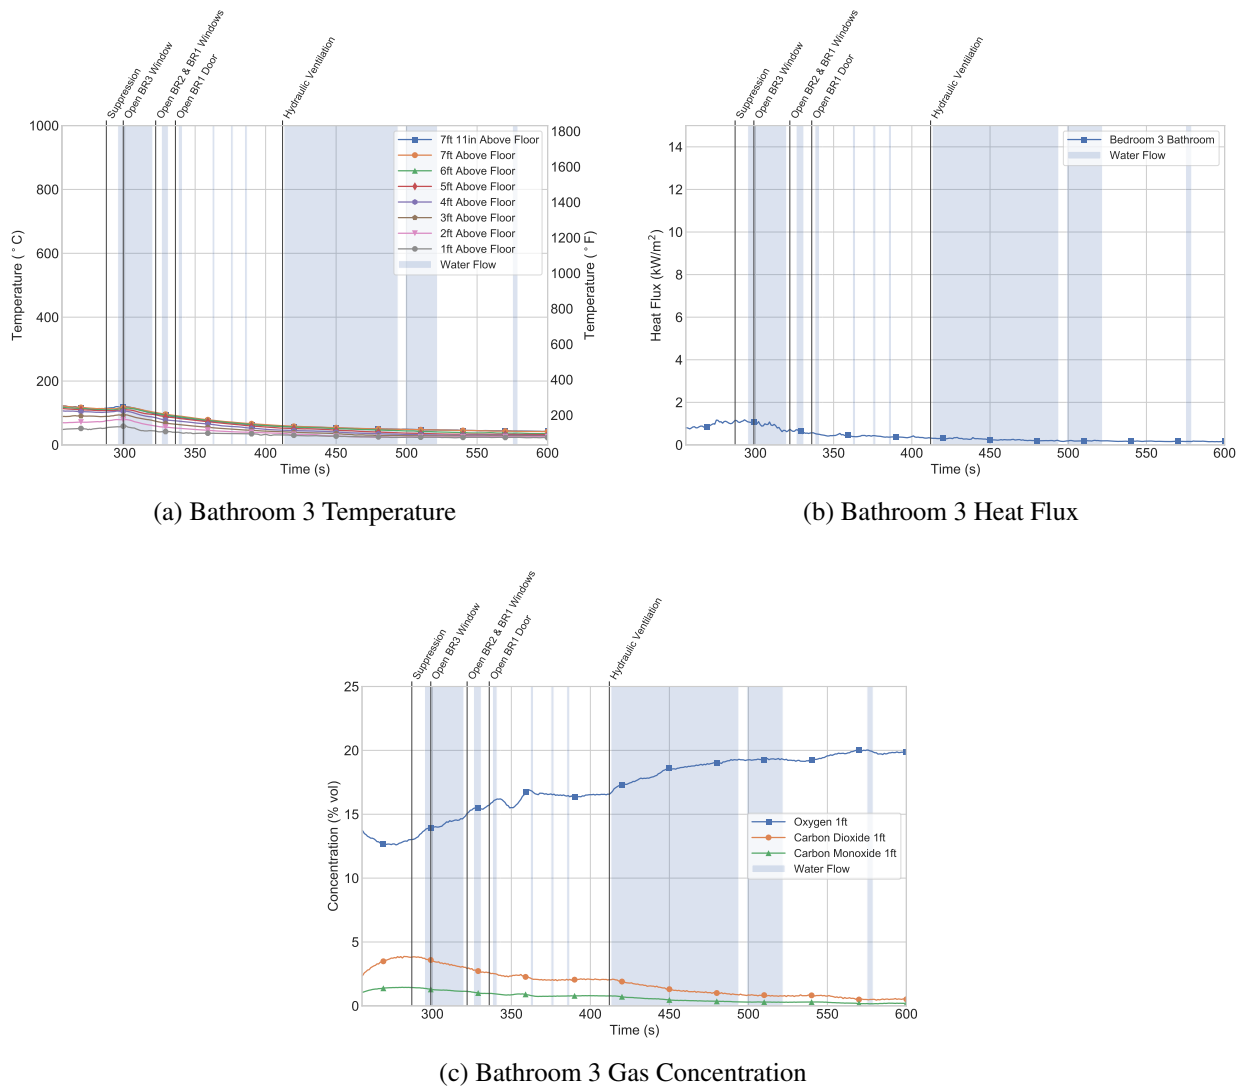 Suppression
Open BR3 Window
Open BR2 & BR1 Windows
Open BR1 Door
Hydraulic Ventilation
1000
800
600
400
200
0
Temperature (°C)
1800
1600
1400
1200
1000
800
600
400
200
Temperature (°F)
7ft 11in Above Floor
7ft Above Floor
6ft Above Floor
5ft Above Floor
4ft Above Floor
3ft Above Floor
2ft Above Floor
1ft Above Floor
Water Flow
300 350 400 450 500 550 600
Time (s)
(a) Bathroom 3 Temperature
Suppression
Open BR3 Window
Open BR2 & BR1 Windows
Open BR1 Door
Hydraulic Ventilation
14
12
10
8
6
4
2
0
Heat Flux (kW/m²)
Bedroom 3 Bathroom
Water Flow
300 350 400 450 500 550 600
Time (s)
(b) Bathroom 3 Heat Flux
Suppression
Open BR3 Window
Open BR2 & BR1 Windows
Open BR1 Door
Hydraulic Ventilation
25
20
15
10
5
0
Concentration (% vol)
Oxygen 1ft
Carbon Dioxide 1ft
Carbon Monoxide 1ft
Water Flow
300 350 400 450 500 550 600
Time (s)
(c) Bathroom 3 Gas Concentration